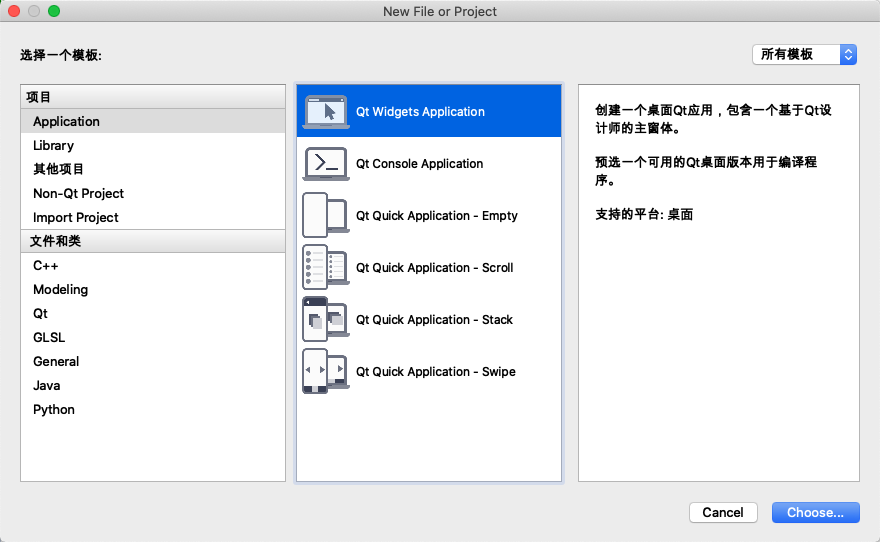 New File or Project
选择一个模板:
所有模板
项目
Application
Library
其他项目
Non-Qt Project
Import Project
文件和类
C++
Modeling
Qt
GLSL
General
Java
Python
Qt Widgets Application
Qt Console Application
Qt Quick Application - Empty
Qt Quick Application - Scroll
Qt Quick Application - Stack
Qt Quick Application - Swipe
创建一个桌面Qt应用，包含一个基于Qt设
计师的主窗体。
预选一个可用的Qt桌面版本用于编译程
序。
支持的平台: 桌面
Cancel
Choose...